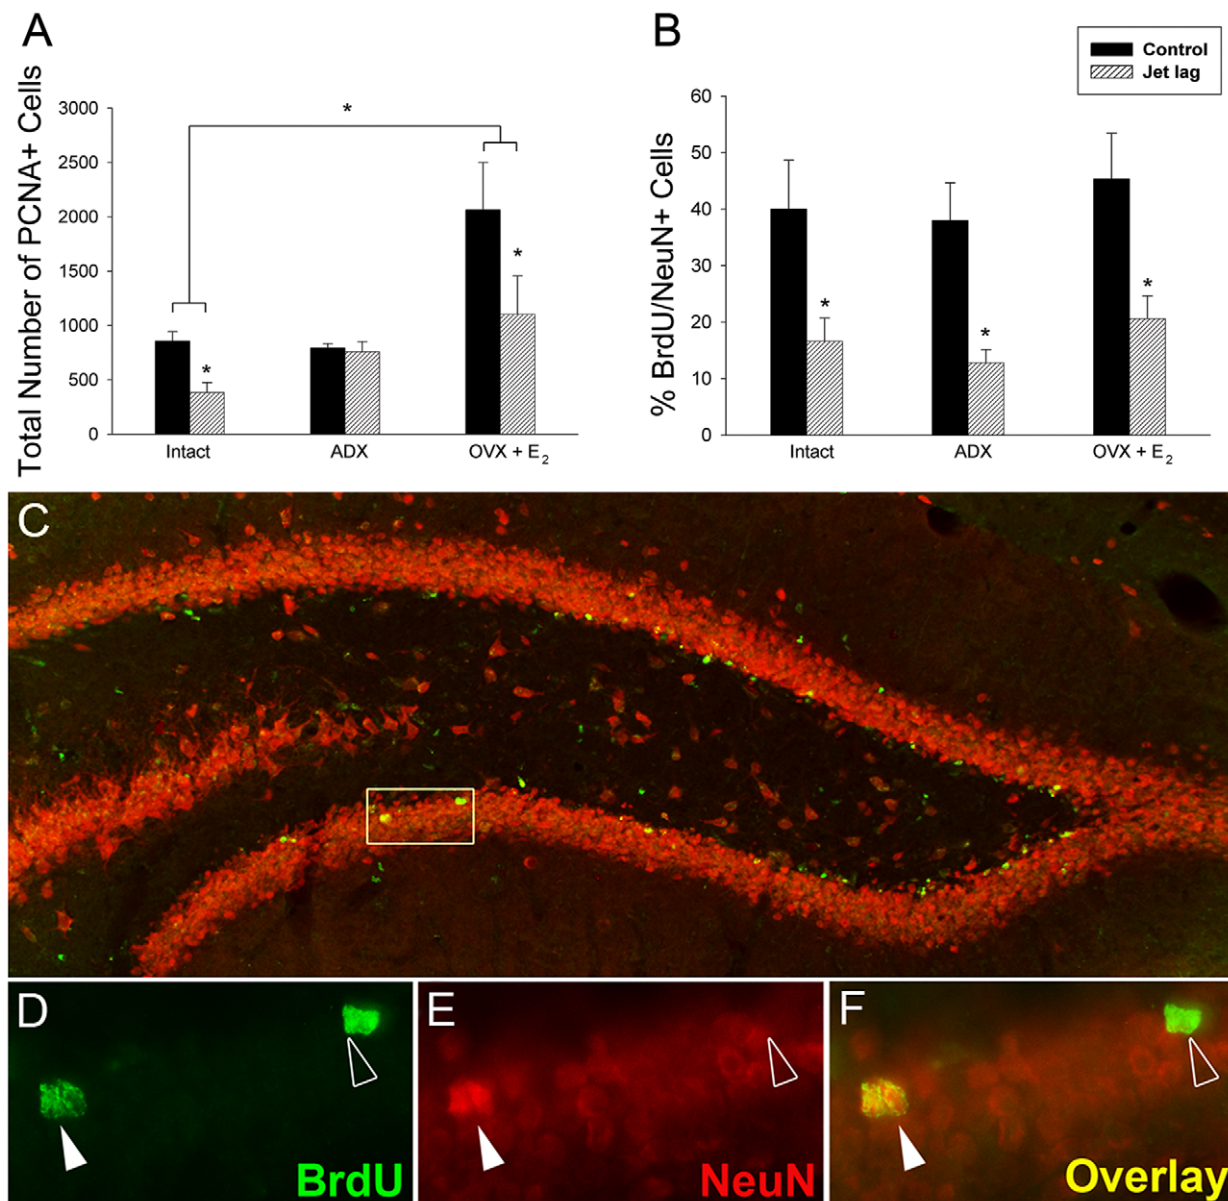 A
Total Number of PCNA+ Cells
3000
2500
2000
1500
1000
500
0
*
*
*
Intact
ADX
OVX + E2
B
Control
Jet lag
% BrdU/NeuN+ Cells
60
50
40
30
20
10
0
*
*
*
Intact
ADX
OVX + E2
C
D
BrdU
E
NeuN
F
Overlay